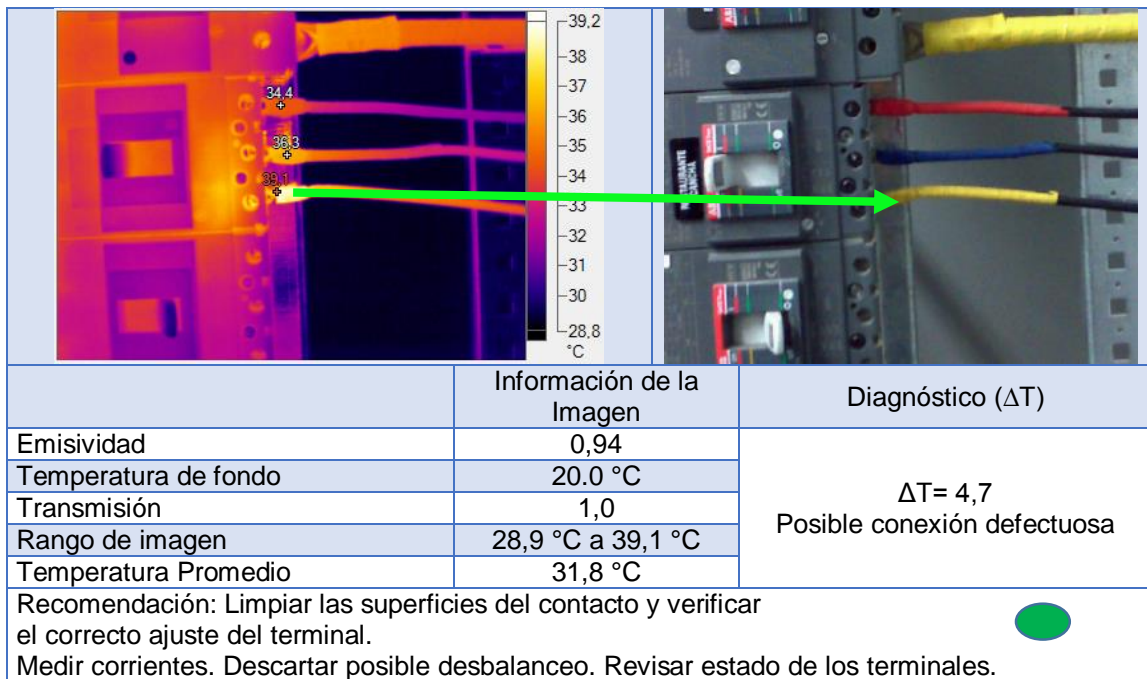 39,2
38
37
36
35
34
33
32
31
30
28,8
°C
34,4
39,1
Información de la
Imagen
Diagnóstico (∆T)
Emisividad
0,94
Temperatura de fondo
20.0 °C
Transmisión
1,0
Rango de imagen
28,9 °C a 39,1 °C
Temperatura Promedio
31,8 °C
ΔT= 4,7
Posible conexión defectuosa
Recomendación: Limpiar las superficies del contacto y verificar
el correcto ajuste del terminal.
Medir corrientes. Descartar posible desbalanceo. Revisar estado de los terminales.